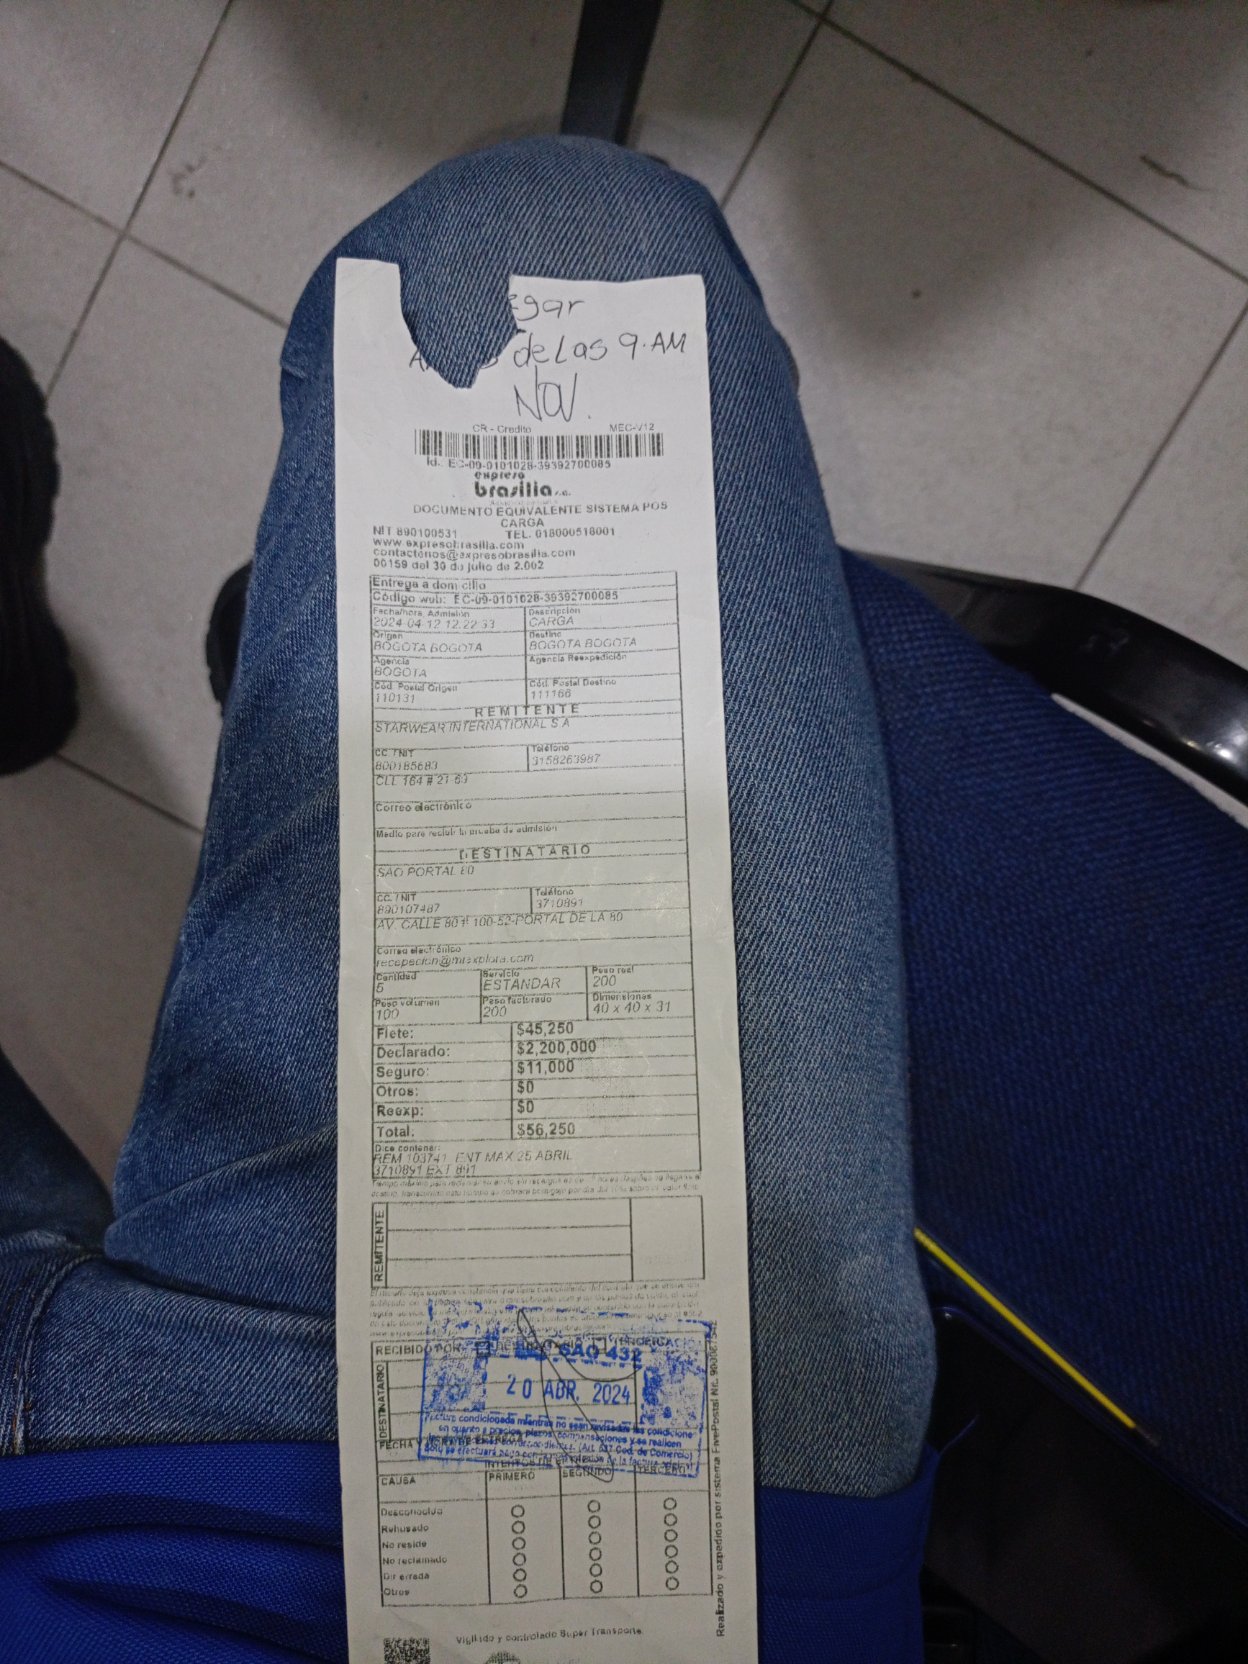 egar
de Las 9.AM
NOV.
CR - Credito MEC-V12
Id.: EC-09-0101028-39392700085
expreso
brasilia s.a.
DOCUMENTO EQUIVALENTE SISTEMA POS
CARGA
NIT 890100531 TEL. 018000518001
www.expresobrasilia.com
contactenos@expresobrasilia.com
00159 del 30 de julio de 2.002
Entrega a domicilio
Código web: EC-09-0101028-39392700085
Fecha/hora Admisión Descripción
2024-04-12 12:22:33 CARGA
Origen Destino
BOGOTA BOGOTA BOGOTA BOGOTA
Agencia Agencia Reexpedición
BOGOTA
Cód. Postal Origen Cód. Postal Destino
110131 111166
REMITENTE
STARWEAR INTERNATIONAL S A
CC / NIT Teléfono
800185683 3158263987
CLL 164 # 21 63
Correo electrónico
Medio para recibir la prueba de admisión
DESTINATARIO
SAO PORTAL 80
CC / NIT Teléfono
890107487 3710891
AV. CALLE 80 # 100-52-PORTAL DE LA 80
Correo electrónico
recepcion@mtexplora.com
Cantidad Servicio Peso real
5 ESTANDAR 200
Peso volumen Peso facturado Dimensiones
100 200 40 x 40 x 31
Flete: $45,250
Declarado: $2,200,000
Seguro: $11,000
Otros: $0
Reexp: $0
Total: $56,250
Dice contener:
REM 103741 ENT MAX 25 ABRIL
3710891 EXT 891
REMITENTE
RECIBIDO POR
SAO 432
20 ABR. 2024
DESTINATARIO
CAUSA PRIMERO SEGUNDO TERCERO
Desconocido
Rehusado
No reside
No reclamado
Dir errada
Otros
Vigilado y controlado Super Transporte